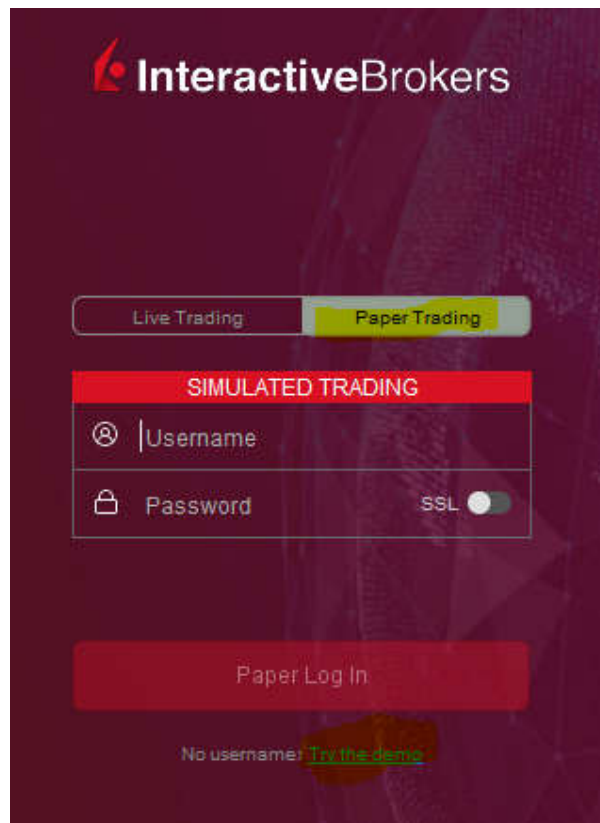 InteractiveBrokers
Live Trading Paper Trading
SIMULATED TRADING
Username
Password SSL
Paper Log In
No username: Try the demo